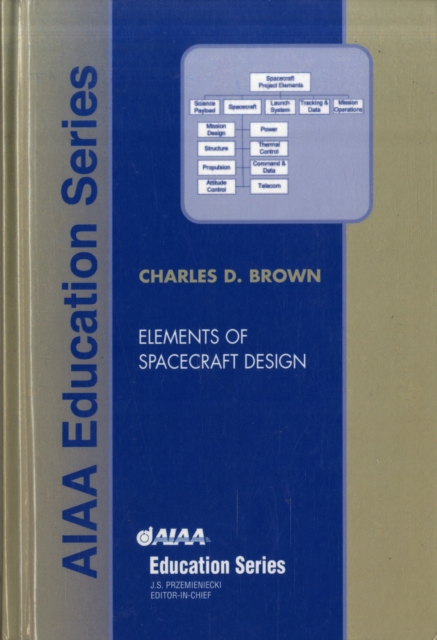 AIAA Education Series
Spacecraft
Project Elements
Science
Payload
Spacecraft
Launch
System
Tracking &
Data
Mission
Operations
Mission
Design
Power
Structure
Thermal
Control
Propulsion
Command &
Data
Attitude
Control
Telecom
CHARLES D. BROWN
ELEMENTS OF
SPACECRAFT DESIGN
AIAA
Education Series
J.S. PRZEMIENIECKI
EDITOR-IN-CHIEF